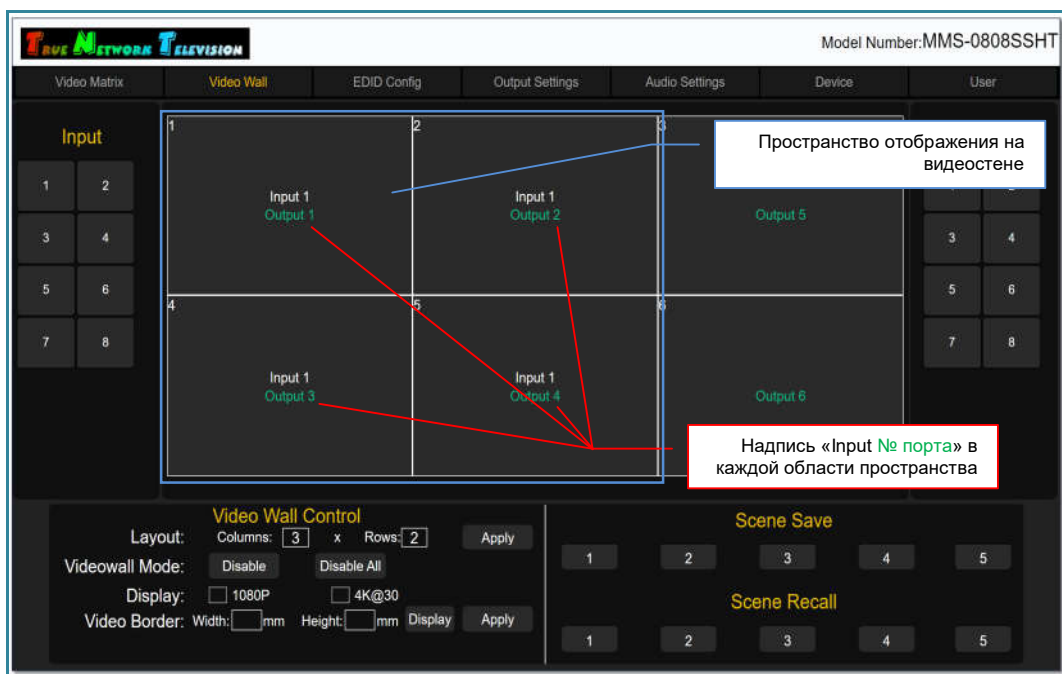 TRUE NETWORK TELEVISION
Model Number:MMS-0808SSHT
Video Matrix Video Wall EDID Config Output Settings Audio Settings Device User
Input
1 2
3 4
5 6
7 8
1
Input 1
Output 1
2
Input 1
Output 2
3
Output 5
4
Input 1
Output 3
5
Input 1
Output 4
6
Output 6
Пространство отображения на
видеостене
Надпись «Input № порта» в
каждой области пространства
3 4
5 6
7 8
Video Wall Control
Layout: Columns: 3 x Rows: 2 Apply
Videowall Mode: Disable Disable All
Display: 1080P 4K@30
Video Border: Width: mm Height: mm Display Apply
Scene Save
1 2 3 4 5
Scene Recall
1 2 3 4 5